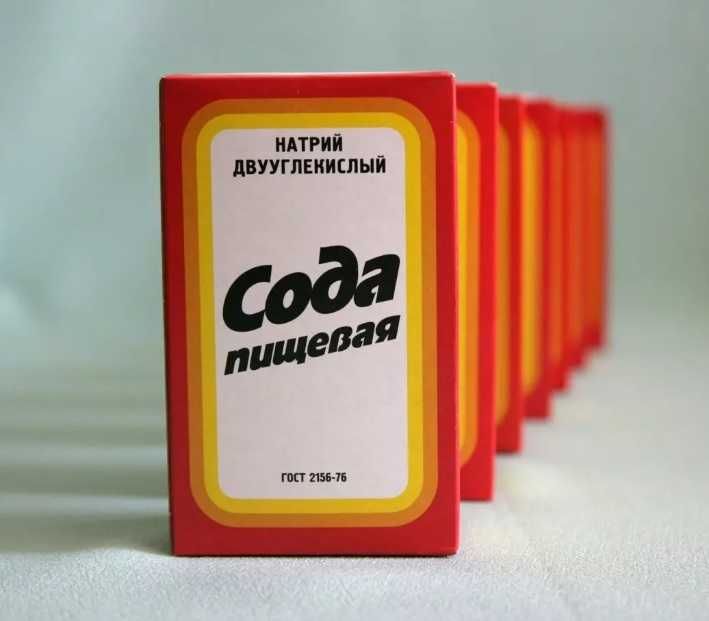 НАТРИЙ
ДВУУГЛЕКИСЛЫЙ
Сода
пищевая
ГОСТ 2156-76